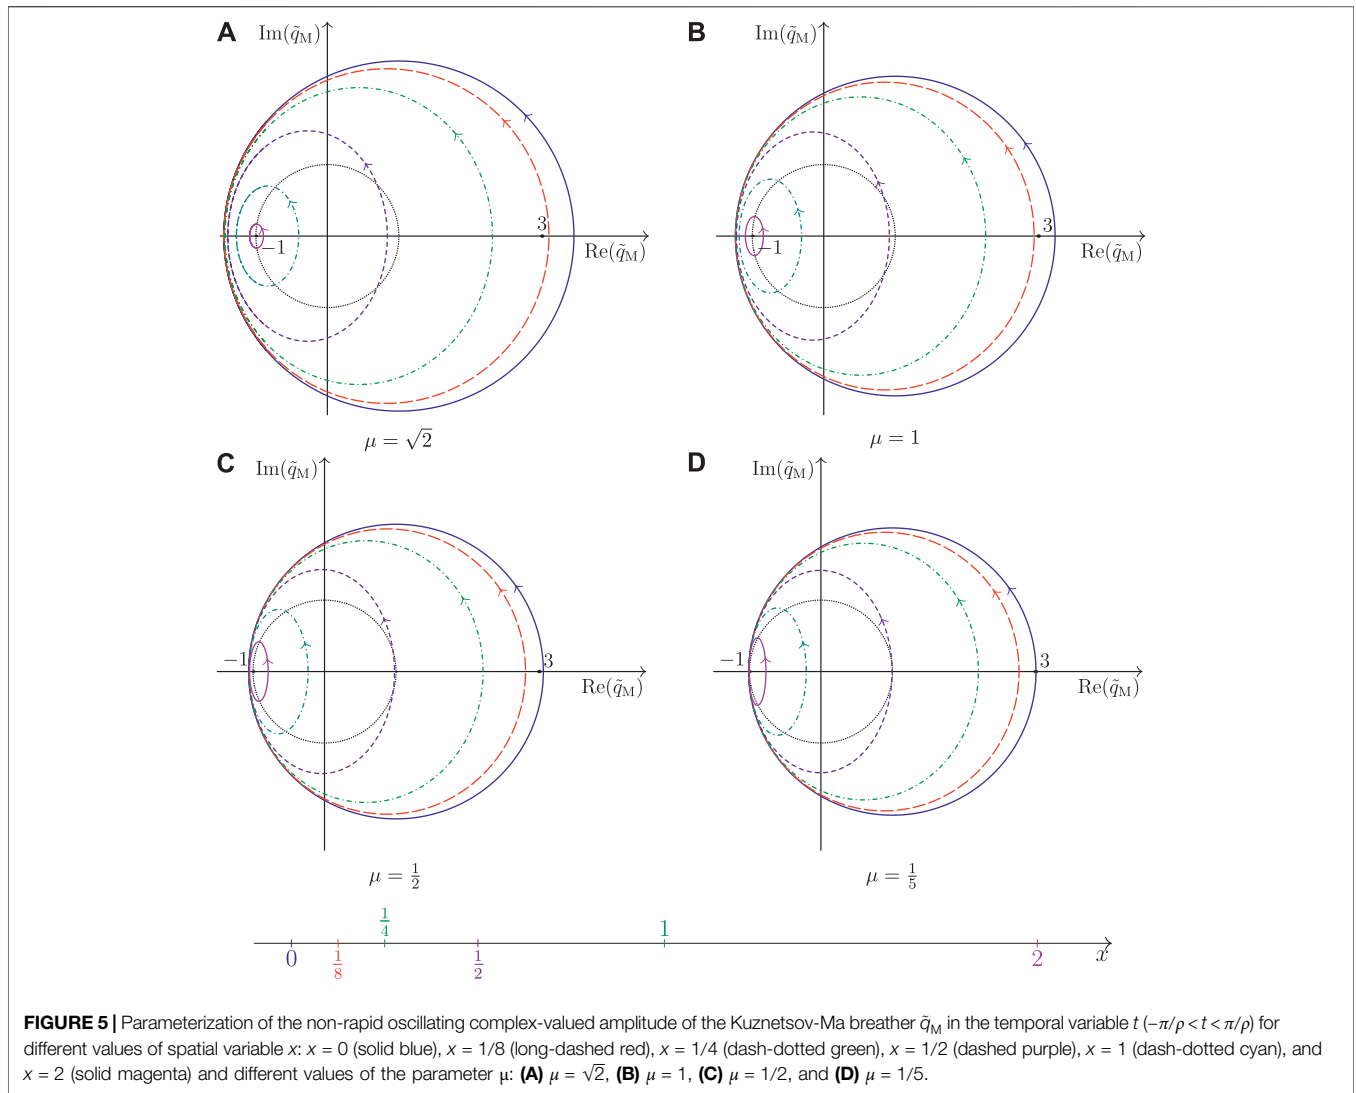 A
Im(q̃_M)
3
−1
Re(q̃_M)
μ = √2
B
Im(q̃_M)
3
−1
Re(q̃_M)
μ = 1
C
Im(q̃_M)
−1
3
Re(q̃_M)
μ = 1/2
D
Im(q̃_M)
−1
3
Re(q̃_M)
μ = 1/5
0 1/8 1/4 1/2 1 2 x
FIGURE 5 | Parameterization of the non-rapid oscillating complex-valued amplitude of the Kuznetsov-Ma breather q̃_M in the temporal variable t (−π/ρ < t < π/ρ) for
different values of spatial variable x: x = 0 (solid blue), x = 1/8 (long-dashed red), x = 1/4 (dash-dotted green), x = 1/2 (dashed purple), x = 1 (dash-dotted cyan), and
x = 2 (solid magenta) and different values of the parameter μ: (A) μ = √2, (B) μ = 1, (C) μ = 1/2, and (D) μ = 1/5.